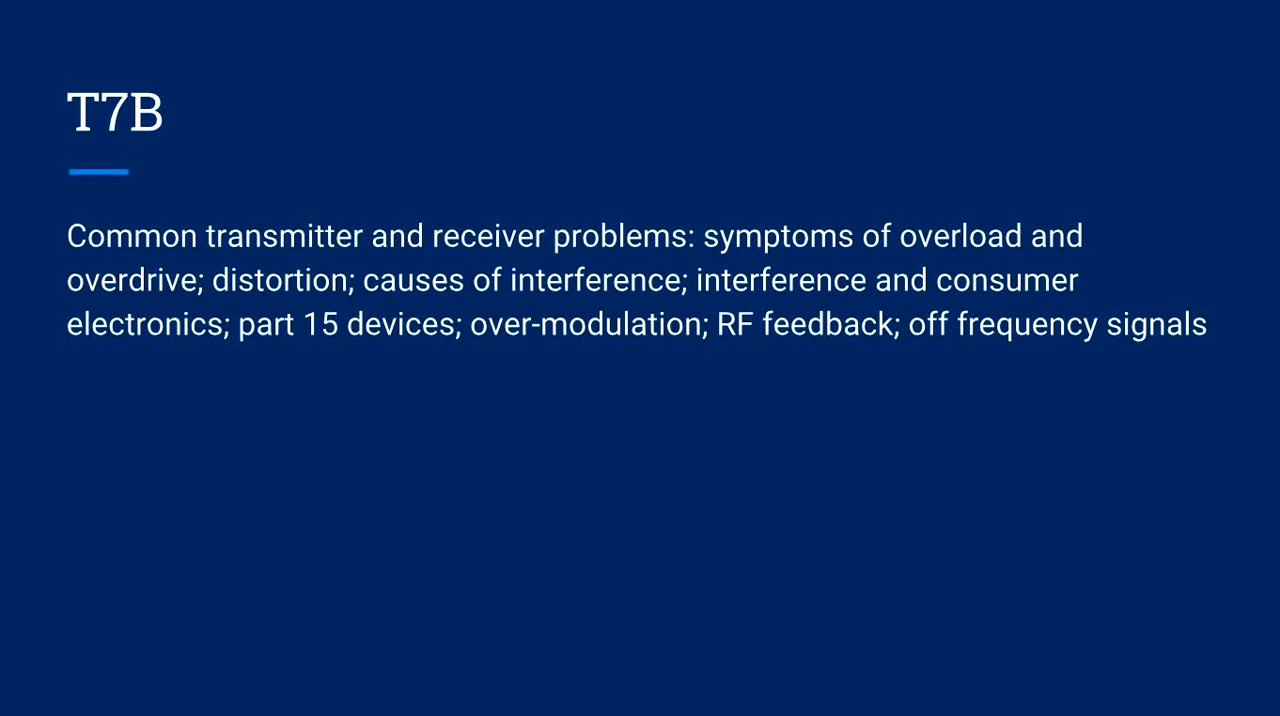 T7B
Common transmitter and receiver problems: symptoms of overload and
overdrive; distortion; causes of interference; interference and consumer
electronics; part 15 devices; over-modulation; RF feedback; off frequency signals